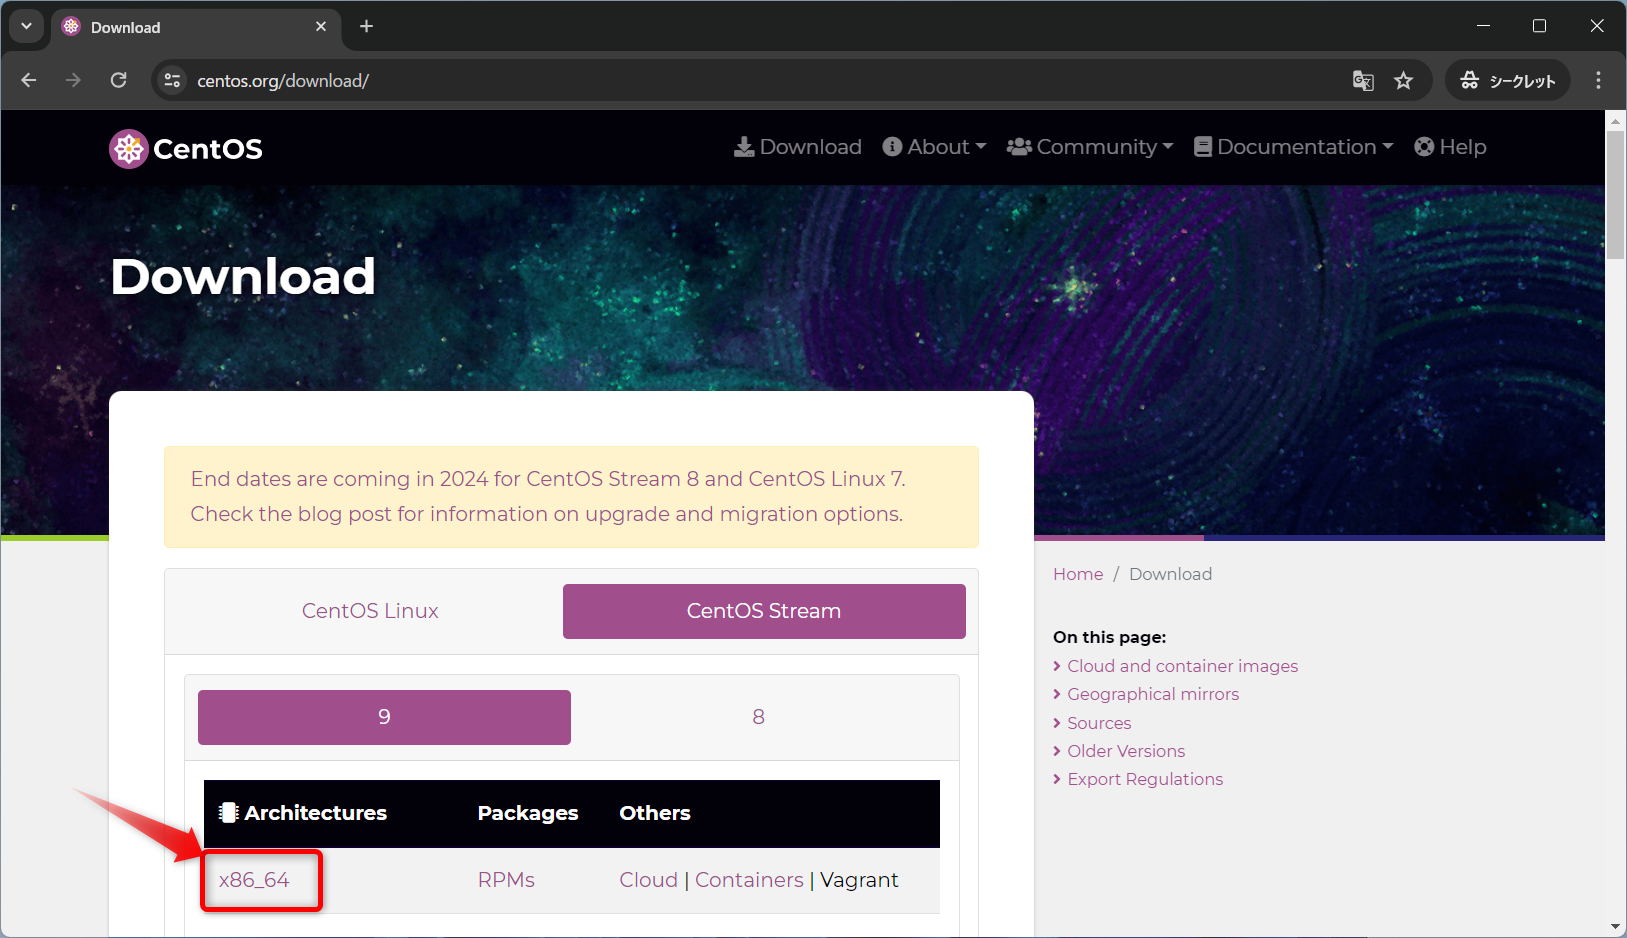 Download
centos.org/download/
シークレット
CentOS
Download
About
Community
Documentation
Help
Download
End dates are coming in 2024 for CentOS Stream 8 and CentOS Linux 7.
Check the blog post for information on upgrade and migration options.
CentOS Linux
CentOS Stream
9
8
Architectures Packages Others
x86_64 RPMs Cloud | Containers | Vagrant
Home / Download
On this page:
Cloud and container images
Geographical mirrors
Sources
Older Versions
Export Regulations